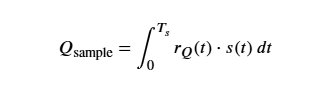 Q_sample = ∫_0^{T_s} r_Q(t) · s(t) dt